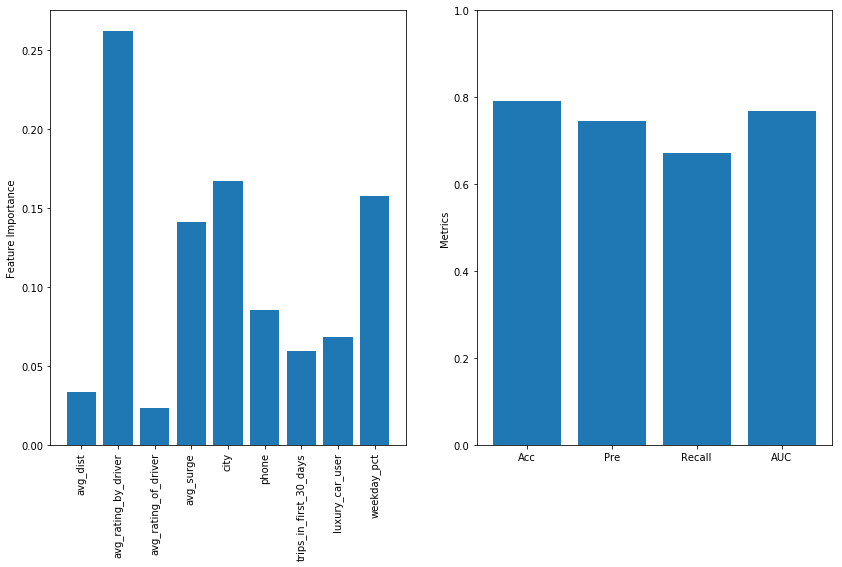 Feature Importance
0.25
0.20
0.15
0.10
0.05
0.00
avg_dist
avg_rating_by_driver
avg_rating_of_driver
avg_surge
city
phone
trips_in_first_30_days
luxury_car_user
weekday_pct
Metrics
1.0
0.8
0.6
0.4
0.2
0.0
Acc
Pre
Recall
AUC